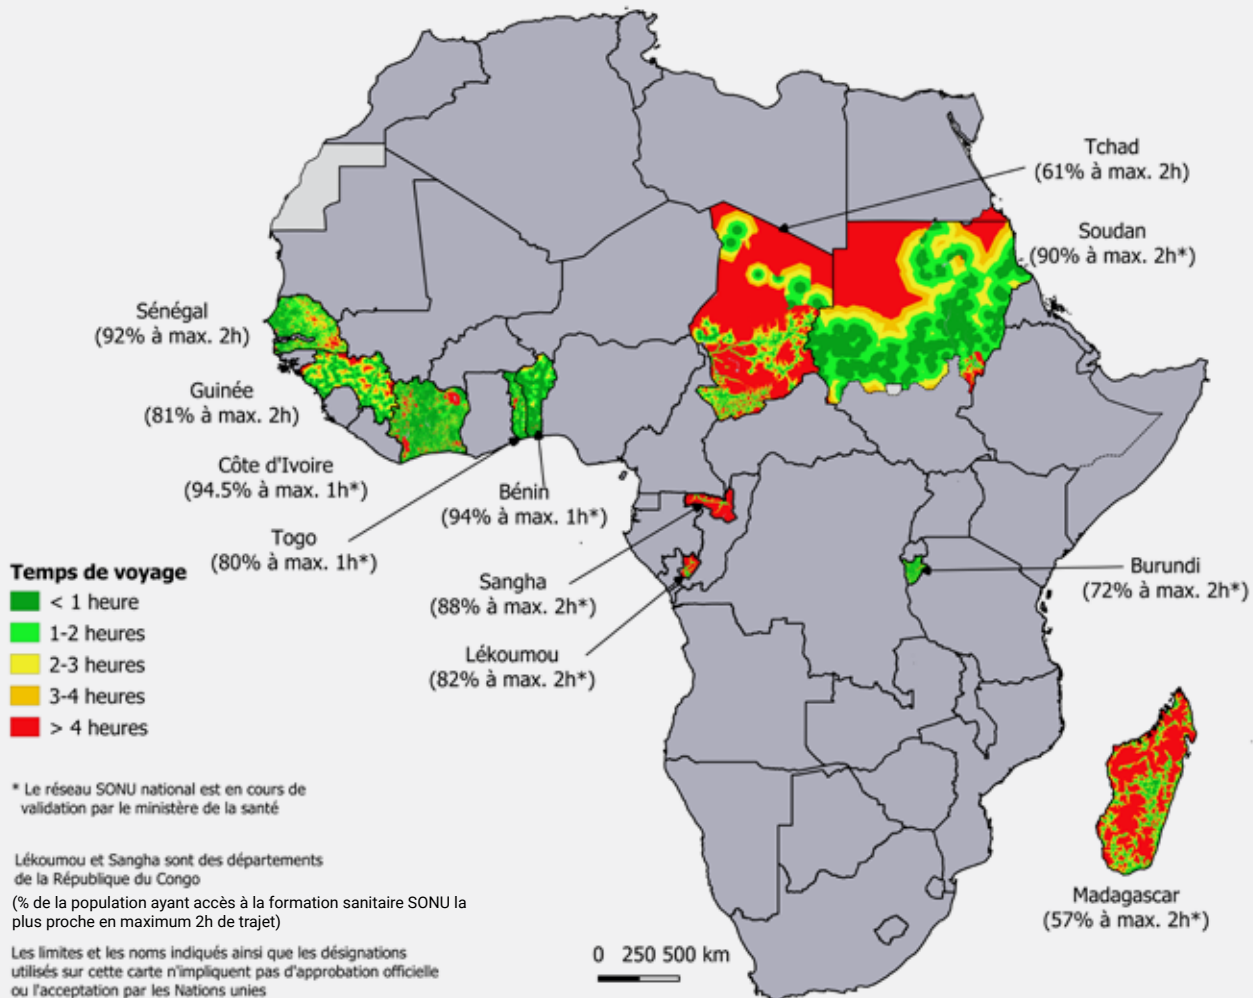 Tchad
(61% à max. 2h)
Soudan
(90% à max. 2h*)
Sénégal
(92% à max. 2h)
Guinée
(81% à max. 2h)
Côte d'Ivoire
(94.5% à max. 1h*)
Bénin
(94% à max. 1h*)
Togo
(80% à max. 1h*)
Sangha
(88% à max. 2h*)
Burundi
(72% à max. 2h*)
Lékoumou
(82% à max. 2h*)
Madagascar
(57% à max. 2h*)
Temps de voyage
< 1 heure
1-2 heures
2-3 heures
3-4 heures
> 4 heures
* Le réseau SONU national est en cours de
validation par le ministère de la santé
Lékoumou et Sangha sont des départements
de la République du Congo
(% de la population ayant accès à la formation sanitaire SONU la
plus proche en maximum 2h de trajet)
Les limites et les noms indiqués ainsi que les désignations
utilisés sur cette carte n'impliquent pas d'approbation officielle
ou l'acceptation par les Nations unies
0 250 500 km